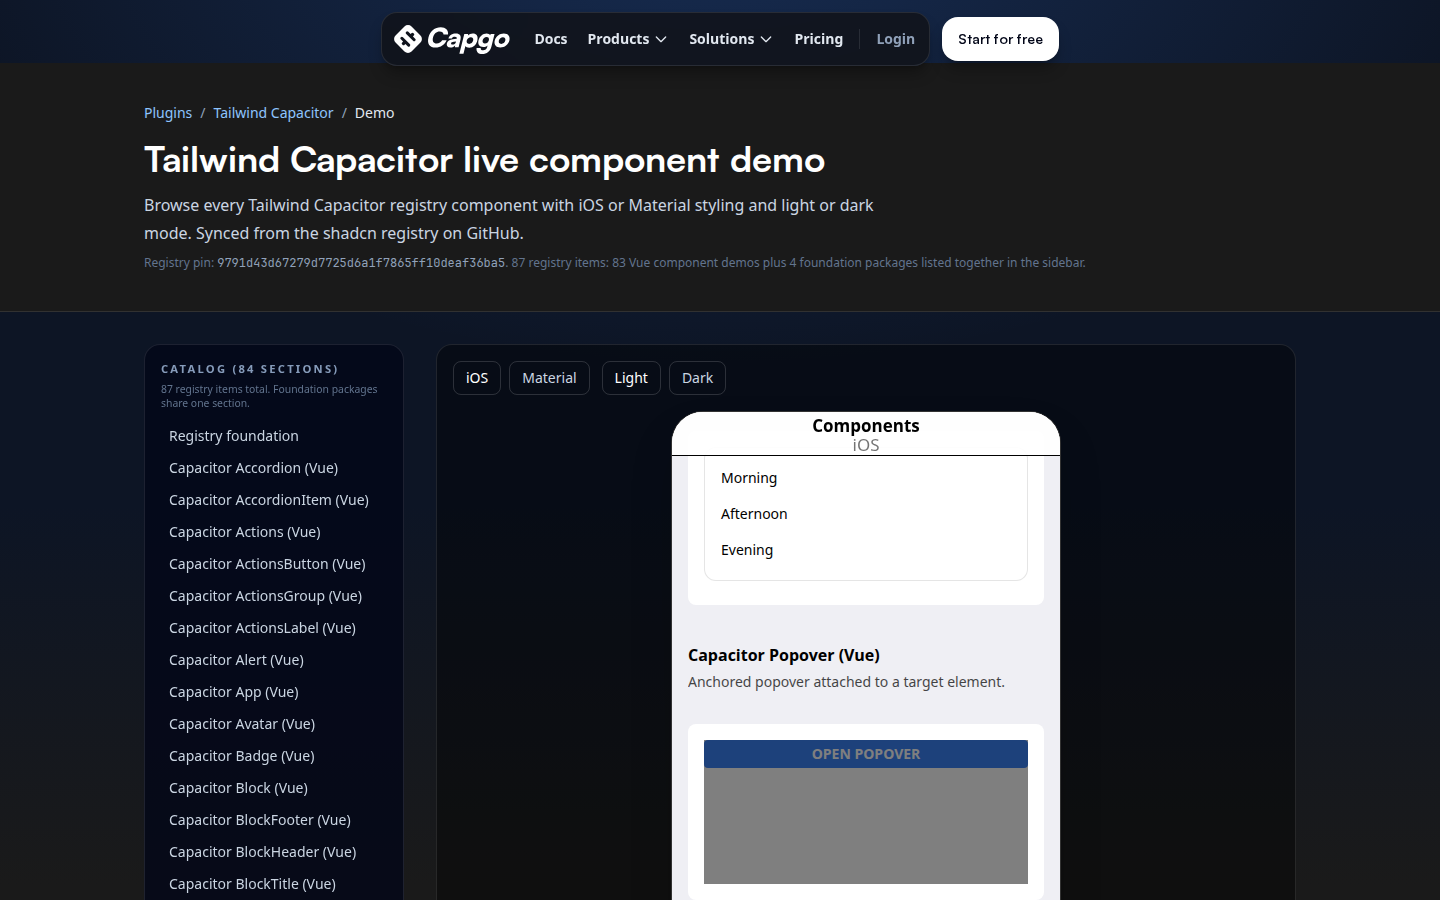 Capgo
Docs
Products
Solutions
Pricing
Login
Start for free
Plugins / Tailwind Capacitor / Demo
Tailwind Capacitor live component demo
Browse every Tailwind Capacitor registry component with iOS or Material styling and light or dark
mode. Synced from the shadcn registry on GitHub.
Registry pin: 9791d43d67279d7725d6a1f7865ff10deaf36ba5. 87 registry items: 83 Vue component demos plus 4 foundation packages listed together in the sidebar.
CATALOG (84 SECTIONS)
87 registry items total. Foundation packages
share one section.
Registry foundation
Capacitor Accordion (Vue)
Capacitor AccordionItem (Vue)
Capacitor Actions (Vue)
Capacitor ActionsButton (Vue)
Capacitor ActionsGroup (Vue)
Capacitor ActionsLabel (Vue)
Capacitor Alert (Vue)
Capacitor App (Vue)
Capacitor Avatar (Vue)
Capacitor Badge (Vue)
Capacitor Block (Vue)
Capacitor BlockFooter (Vue)
Capacitor BlockHeader (Vue)
Capacitor BlockTitle (Vue)
iOS
Material
Light
Dark
Components
iOS
Morning
Afternoon
Evening
Capacitor Popover (Vue)
Anchored popover attached to a target element.
OPEN POPOVER